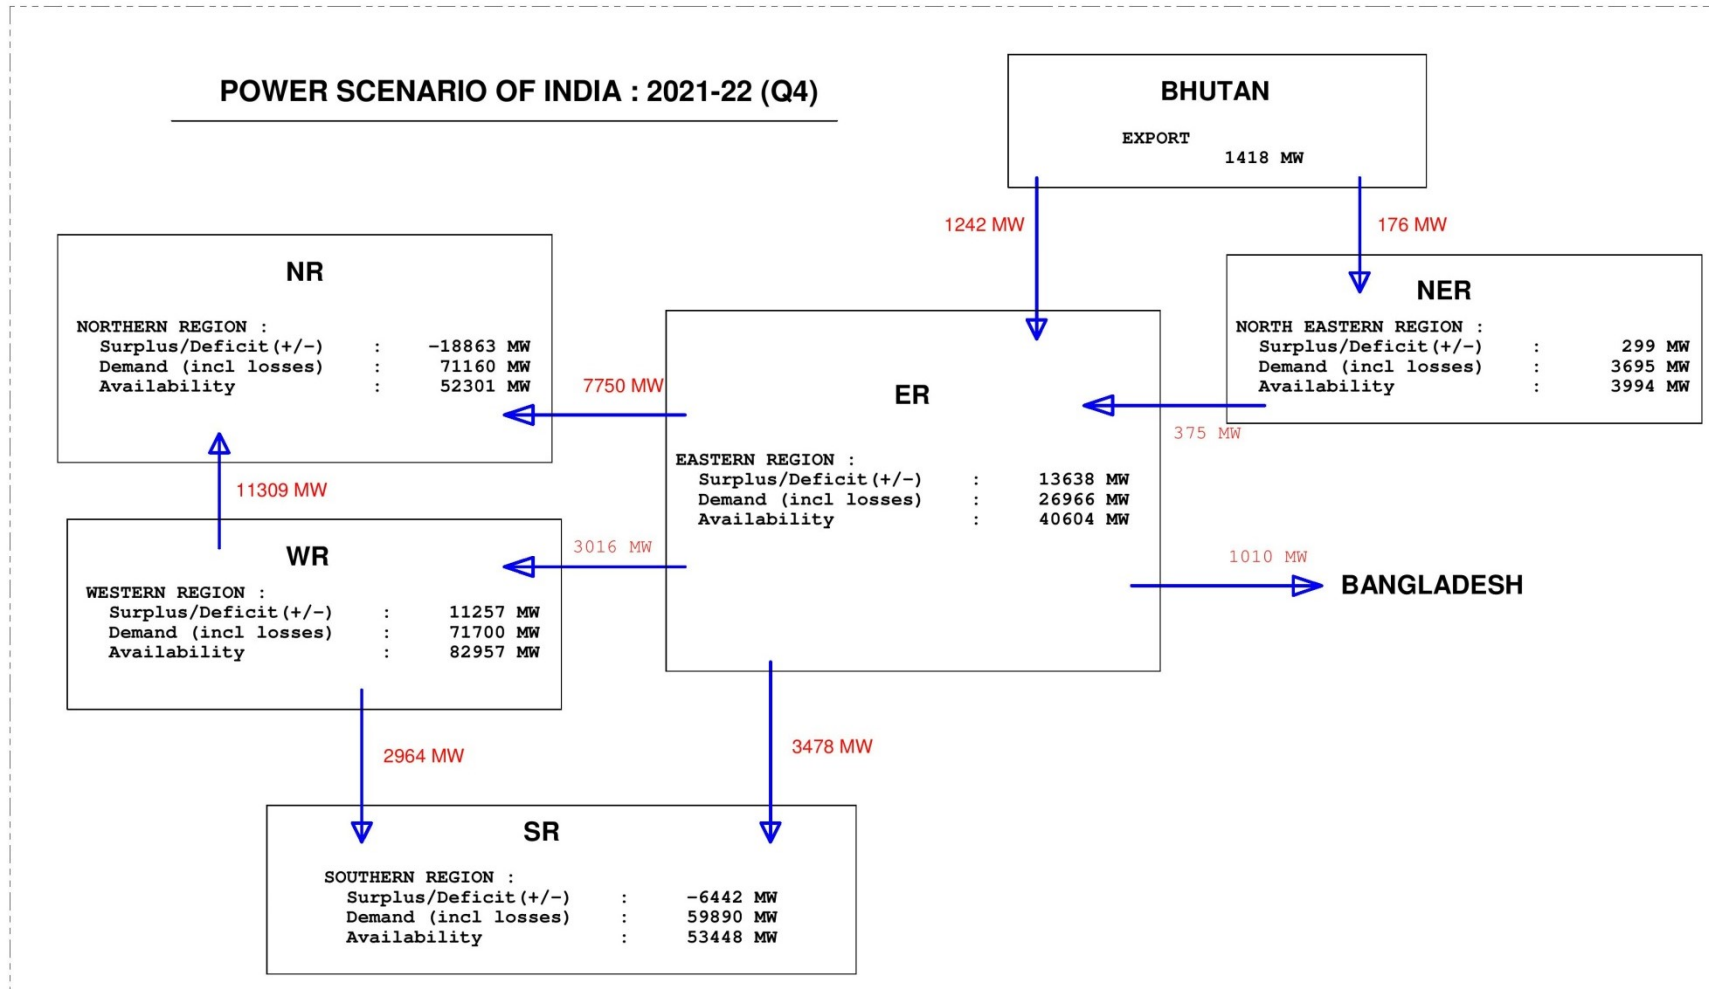 POWER SCENARIO OF INDIA : 2021-22 (Q4)
BHUTAN
EXPORT
1418 MW
1242 MW
176 MW
NR
NORTHERN REGION :
Surplus/Deficit(+/-) : -18863 MW
Demand (incl losses) : 71160 MW
Availability : 52301 MW
NER
NORTH EASTERN REGION :
Surplus/Deficit(+/-) : 299 MW
Demand (incl losses) : 3695 MW
Availability : 3994 MW
7750 MW
375 MW
ER
EASTERN REGION :
Surplus/Deficit(+/-) : 13638 MW
Demand (incl losses) : 26966 MW
Availability : 40604 MW
11309 MW
3016 MW
1010 MW
BANGLADESH
WR
WESTERN REGION :
Surplus/Deficit(+/-) : 11257 MW
Demand (incl losses) : 71700 MW
Availability : 82957 MW
2964 MW
3478 MW
SR
SOUTHERN REGION :
Surplus/Deficit(+/-) : -6442 MW
Demand (incl losses) : 59890 MW
Availability : 53448 MW